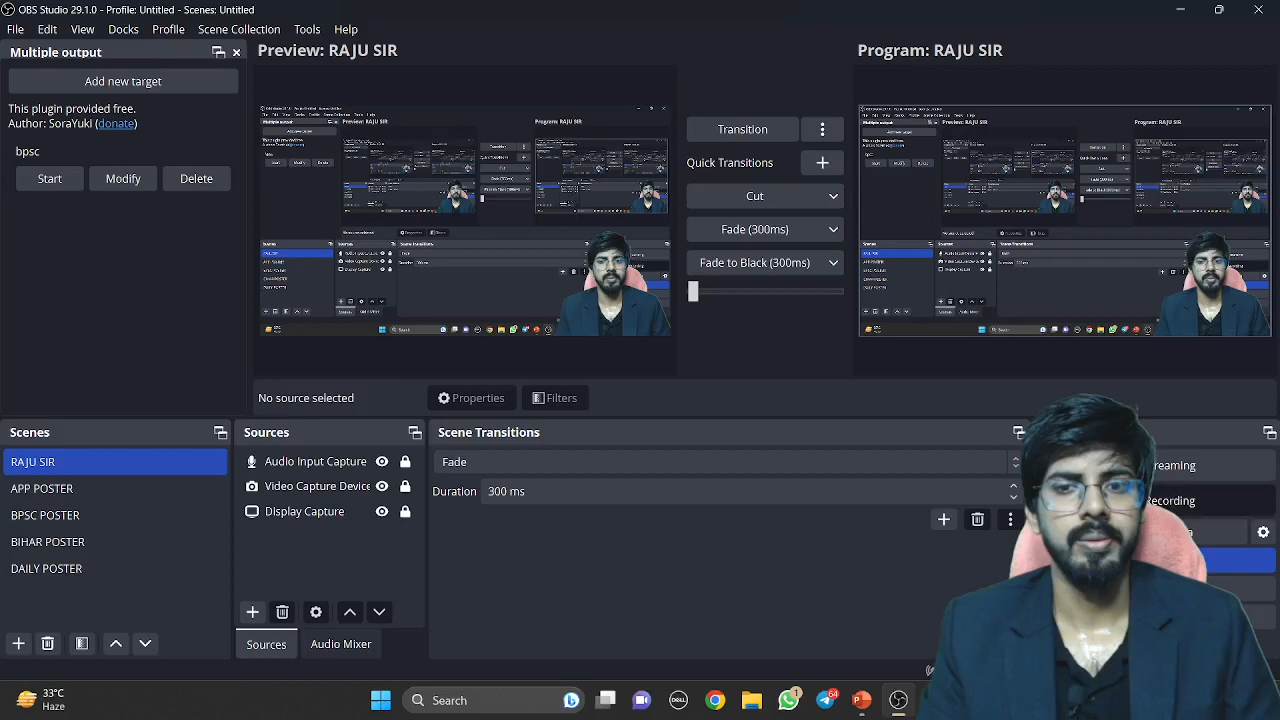 OBS Studio 29.1.0 - Profile: Untitled - Scenes: Untitled
File Edit View Docks Profile Scene Collection Tools Help
Multiple output
Add new target
This plugin provided free.
Author: SoraYuki (donate)
bpsc
Start Modify Delete
Preview: RAJU SIR
Program: RAJU SIR
Transition
Quick Transitions
Cut
Fade (300ms)
Fade to Black (300ms)
No source selected
Properties
Filters
Scenes
RAJU SIR
APP POSTER
BPSC POSTER
BIHAR POSTER
DAILY POSTER
Sources
Audio Input Capture
Video Capture Device
Display Capture
Sources
Audio Mixer
Scene Transitions
Fade
Duration 300 ms
Recording
33°C
Haze
Search
DELL
1
64